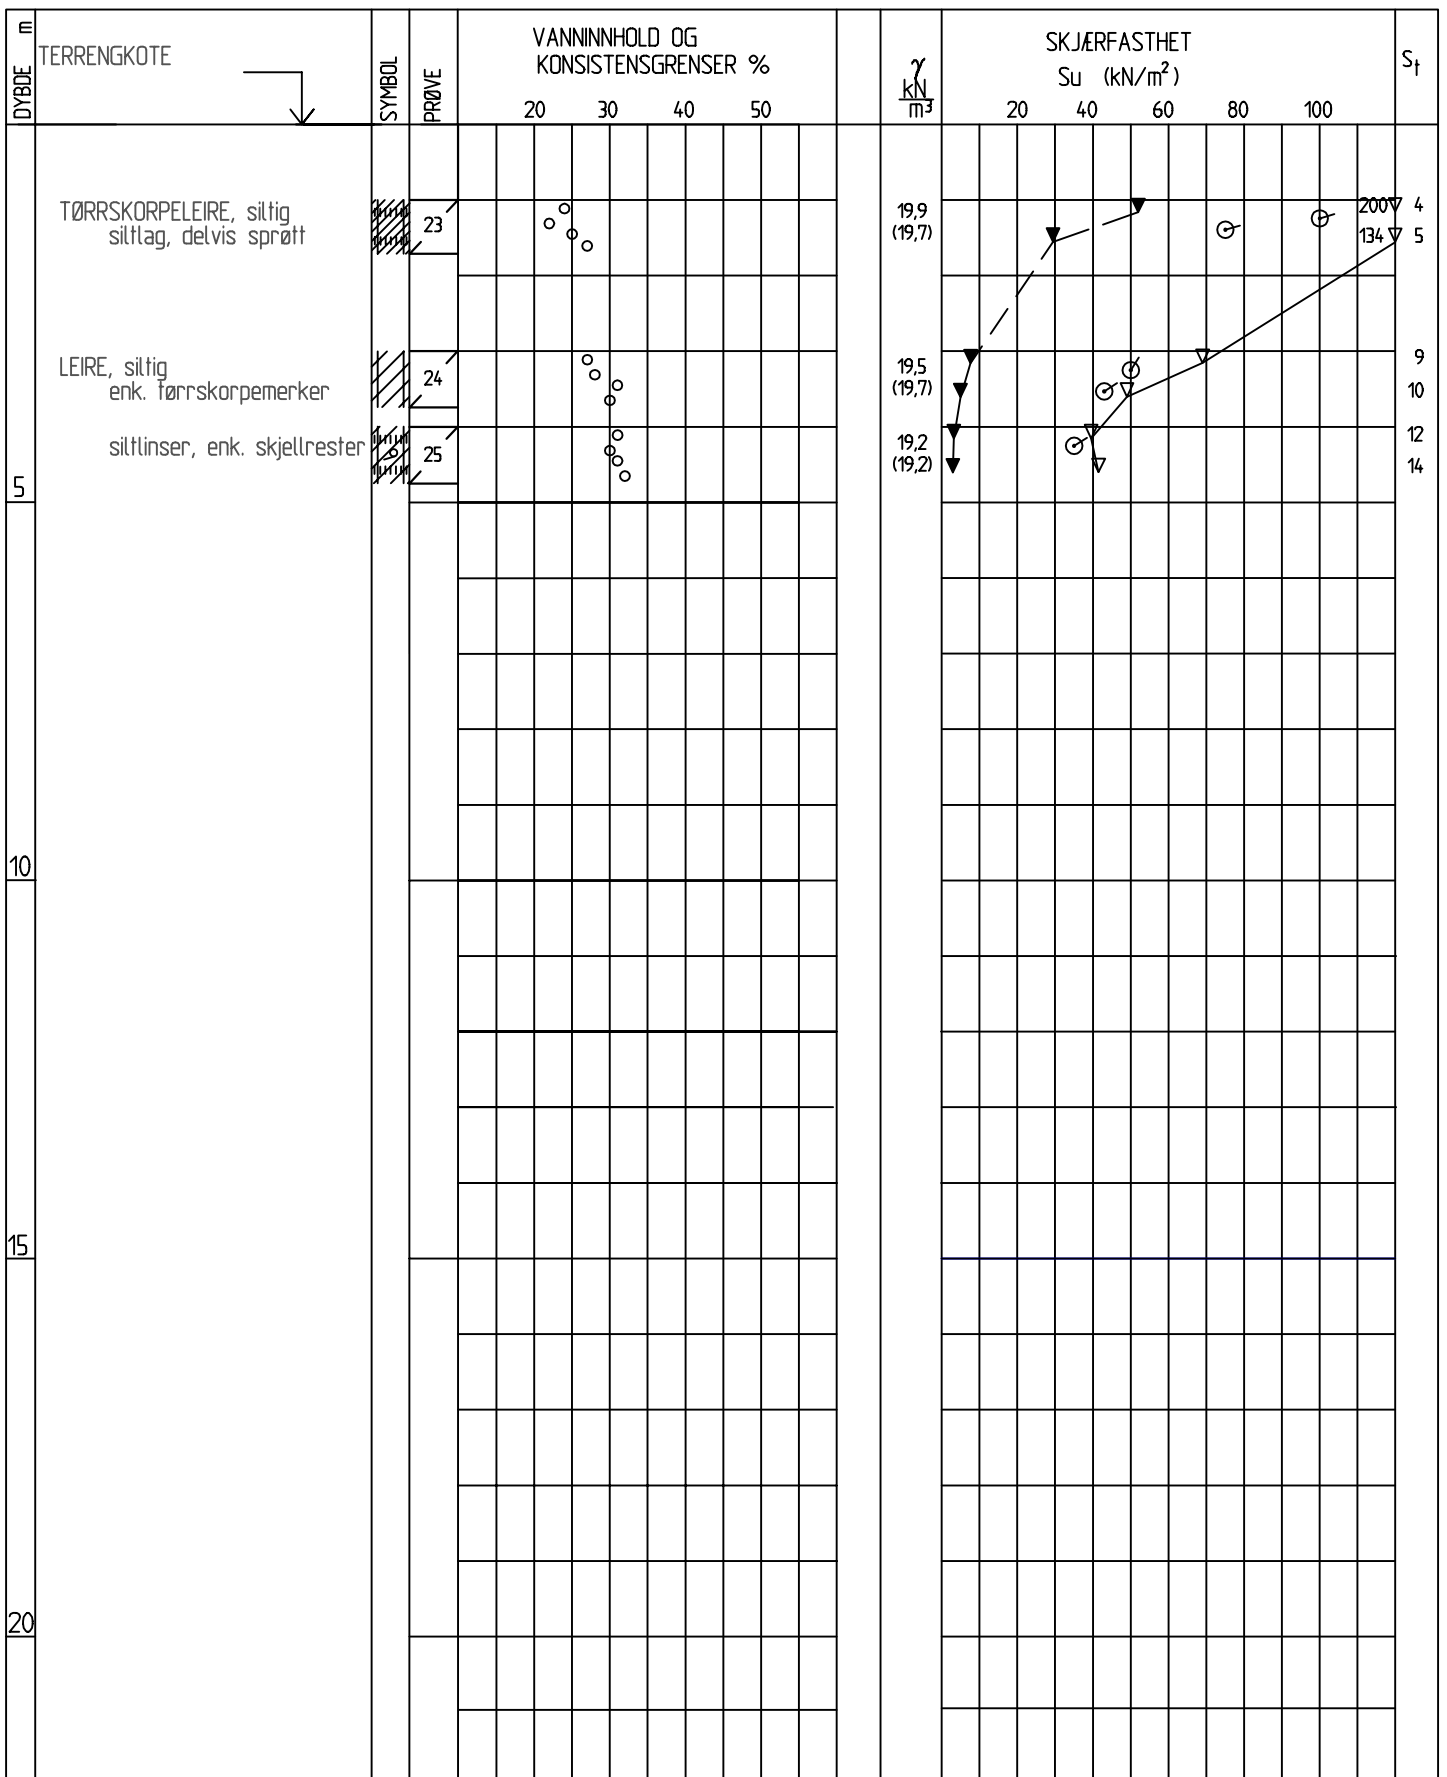 m
DYBDE
TERRENGKOTE
SYMBOL
PRØVE
VANNINNHOLD OG
KONSISTENSGRENSER %
20 30 40 50
γ
kN
m³
SKJÆRFASTHET
Su (kN/m²)
20 40 60 80 100
St
TØRRSKORPELEIRE, siltig
siltlag, delvis sprøtt
23
19,9
(19,7)
200 4
134 5
LEIRE, siltig
enk. tørrskorpemerker
24
19,5
(19,7)
9
10
siltlinser, enk. skjellrester
25
19,2
(19,2)
12
14
5
10
15
20